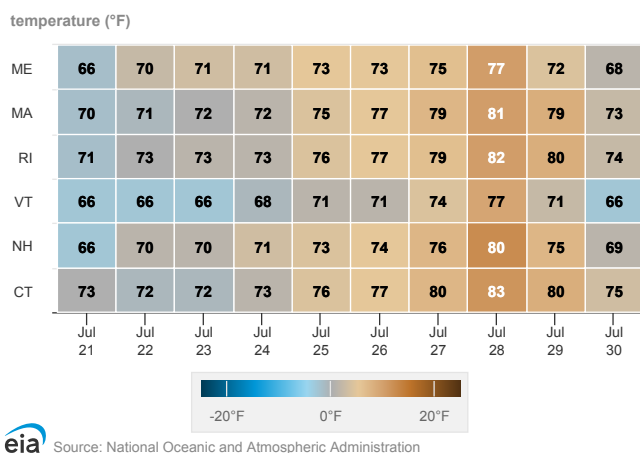 temperature (°F)
ME 66 70 71 71 73 73 75 77 72 68
MA 70 71 72 72 75 77 79 81 79 73
RI 71 73 73 73 76 77 79 82 80 74
VT 66 66 66 68 71 71 74 77 71 66
NH 66 70 70 71 73 74 76 80 75 69
CT 73 72 72 73 76 77 80 83 80 75
Jul Jul Jul Jul Jul Jul Jul Jul Jul Jul
21 22 23 24 25 26 27 28 29 30
-20°F 0°F 20°F
eia Source: National Oceanic and Atmospheric Administration